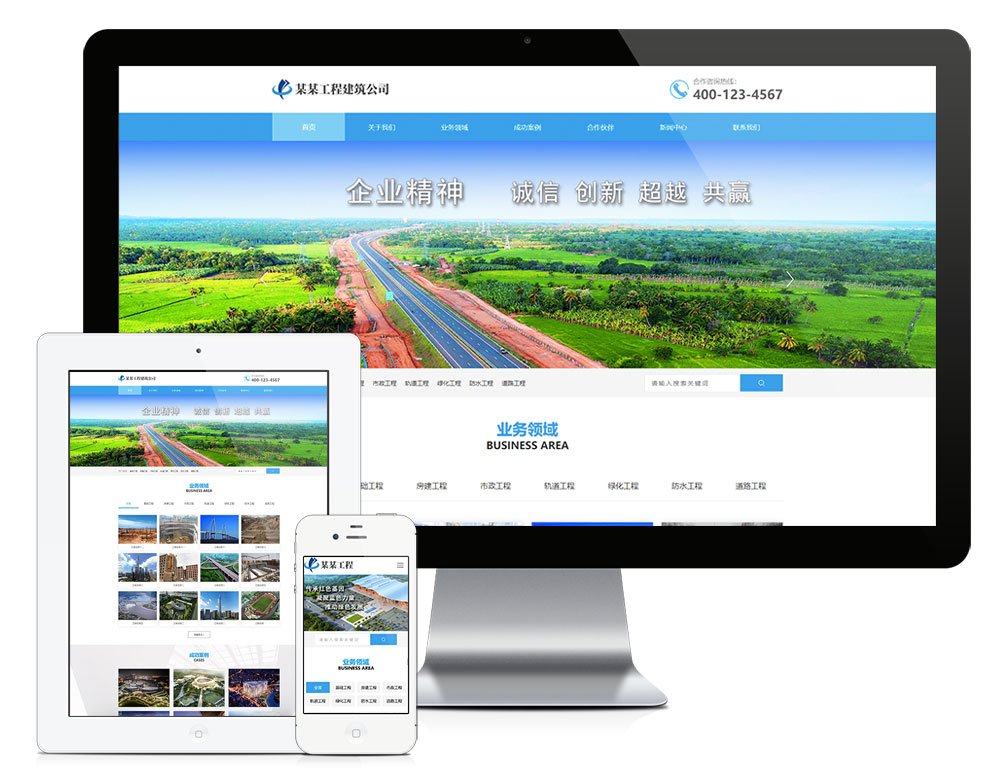 某某工程建筑公司
合作咨询热线:
400-123-4567
首页 关于我们 业务领域 成功案例 合作伙伴 新闻中心 联系我们
企业精神 诚信 创新 超越 共赢
市政工程 轨道工程 绿化工程 防水工程 道路工程
请输入搜索关键词
业务领域
BUSINESS AREA
础工程 房建工程 市政工程 轨道工程 绿化工程 防水工程 道路工程
某某工程建筑公司
400-123-4567
企业精神 诚信 创新 超越 共赢
业务领域
BUSINESS AREA
成功案例
CASES
某某工程
传承红色基因
凝聚蓝色力量
推动绿色发展
请输入搜索关键词
业务领域
BUSINESS AREA
全部 基础工程 房建工程 市政工程
轨道工程 绿化工程 防水工程 道路工程